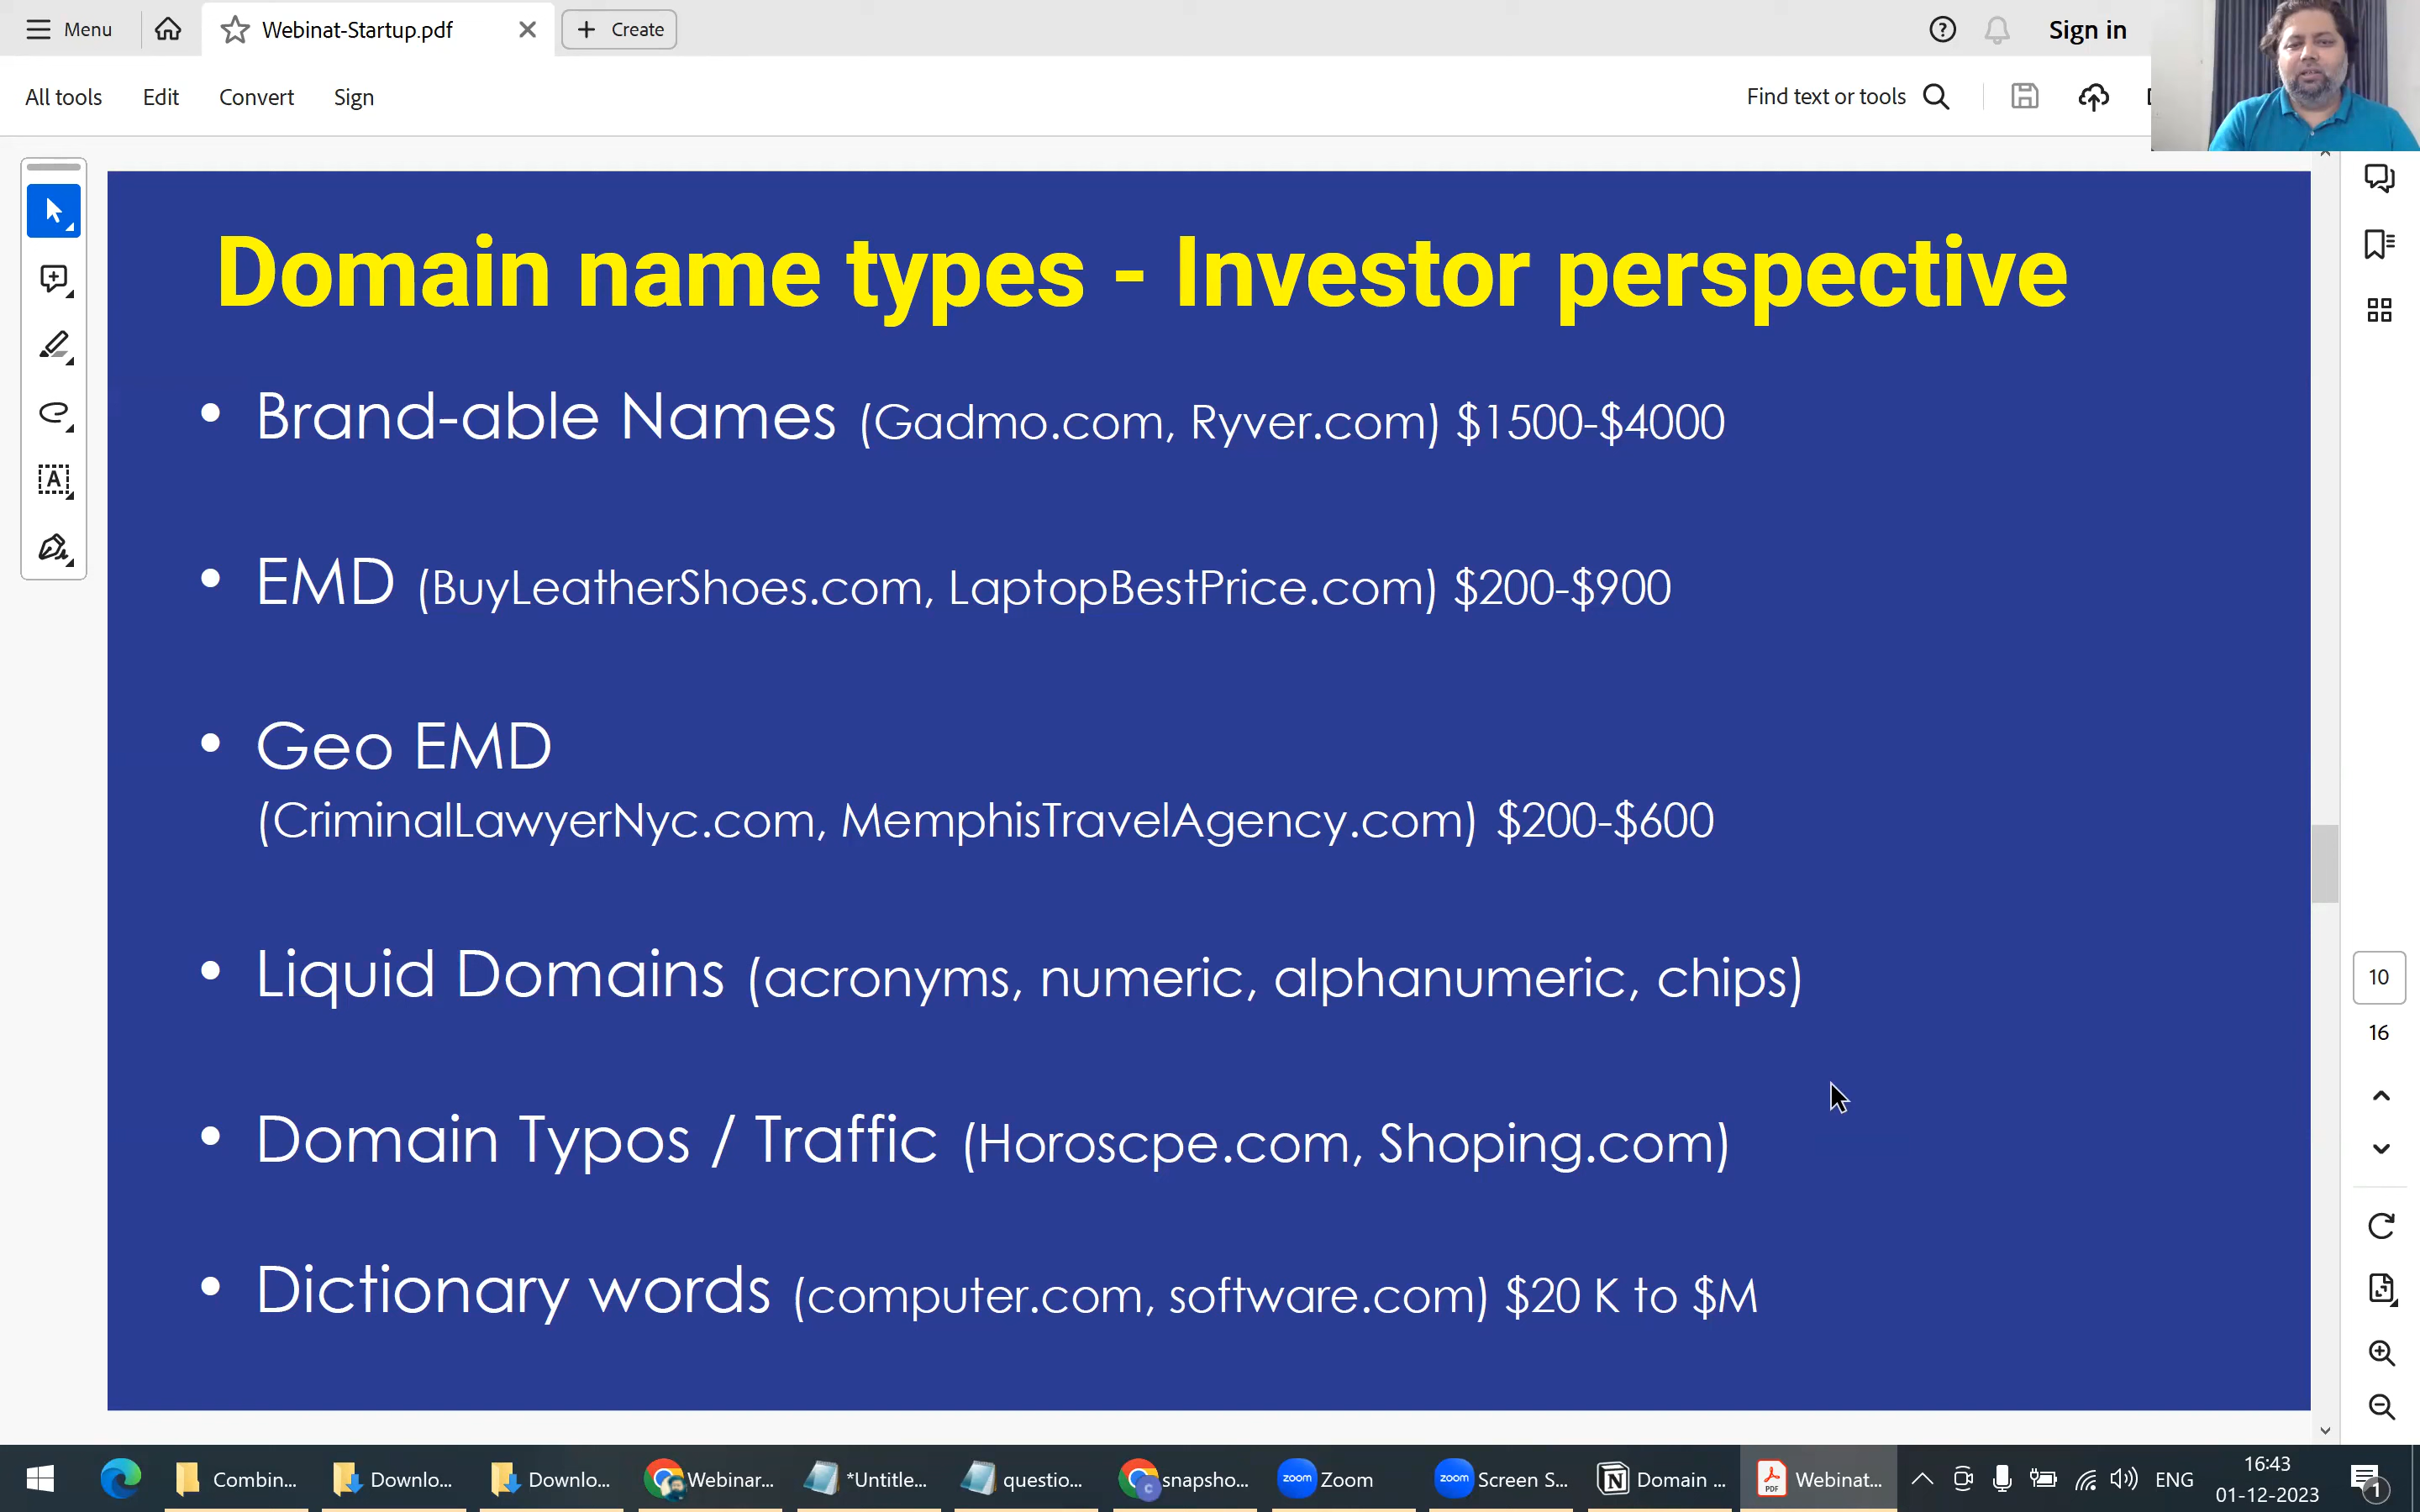 Menu
Webinat-Startup.pdf
Create
Sign in
All tools Edit Convert Sign
Find text or tools
Domain name types - Investor perspective
• Brand-able Names (Gadmo.com, Ryver.com) $1500-$4000
• EMD (BuyLeatherShoes.com, LaptopBestPrice.com) $200-$900
• Geo EMD
(CriminalLawyerNyc.com, MemphisTravelAgency.com) $200-$600
• Liquid Domains (acronyms, numeric, alphanumeric, chips)
• Domain Typos / Traffic (Horoscpe.com, Shoping.com)
• Dictionary words (computer.com, software.com) $20 K to $M
10
16
Combin... Downlo... Downlo... Webinar... *Untitle... questio... snapsho... zoom Zoom zoom Screen S... Domain ... PDF Webinat... ENG
16:43
01-12-2023
1